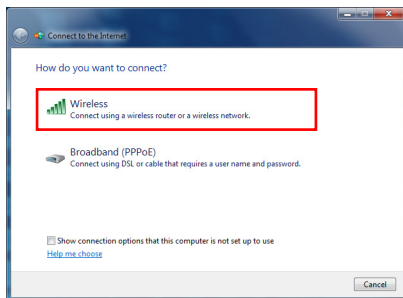 Connect to the Internet
How do you want to connect?
Wireless
Connect using a wireless router or a wireless network.
Broadband (PPPoE)
Connect using DSL or cable that requires a user name and password.
Show connection options that this computer is not set up to use
Help me choose
Cancel